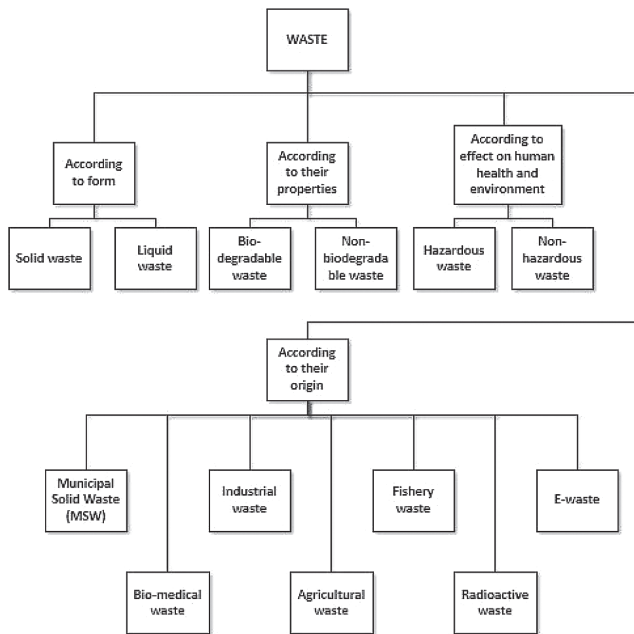 WASTE
According
to form
According
to their
properties
According to
effect on human
health and
environment
Solid waste
Liquid
waste
Bio-
degradable
waste
Non-
biodegrada
ble waste
Hazardous
waste
Non-
hazardous
waste
According
to their
origin
Municipal
Solid Waste
(MSW)
Industrial
waste
Fishery
waste
E-waste
Bio-medical
waste
Agricultural
waste
Radioactive
waste